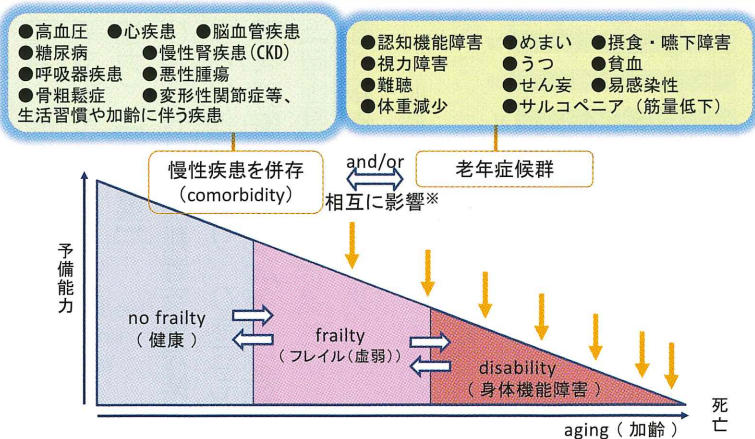 ●高血圧 ●心疾患 ●脳血管疾患
●糖尿病 ●慢性腎疾患(CKD)
●呼吸器疾患 ●悪性腫瘍
●骨粗鬆症 ●変形性関節症等、
生活習慣や加齢に伴う疾患
●認知機能障害 ●めまい ●摂食・嚥下障害
●視力障害 ●うつ ●貧血
●難聴 ●せん妄 ●易感染性
●体重減少 ●サルコペニア（筋量低下）
慢性疾患を併存
（comorbidity）
and/or
相互に影響※
老年症候群
予備能力
no frailty
（健康）
frailty
（フレイル（虚弱））
disability
（身体機能障害）
aging（加齢）
死亡